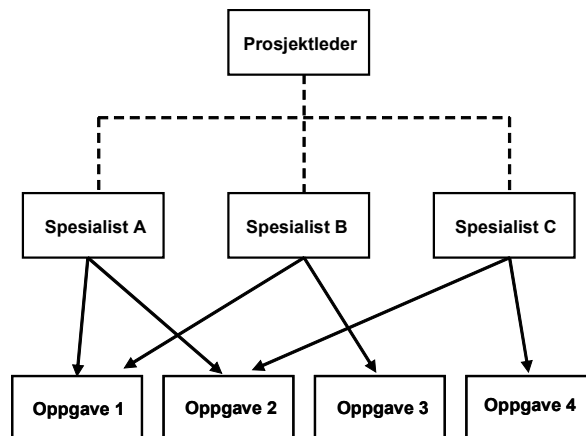 Prosjektleder
Spesialist A
Spesialist B
Spesialist C
Oppgave 1
Oppgave 2
Oppgave 3
Oppgave 4